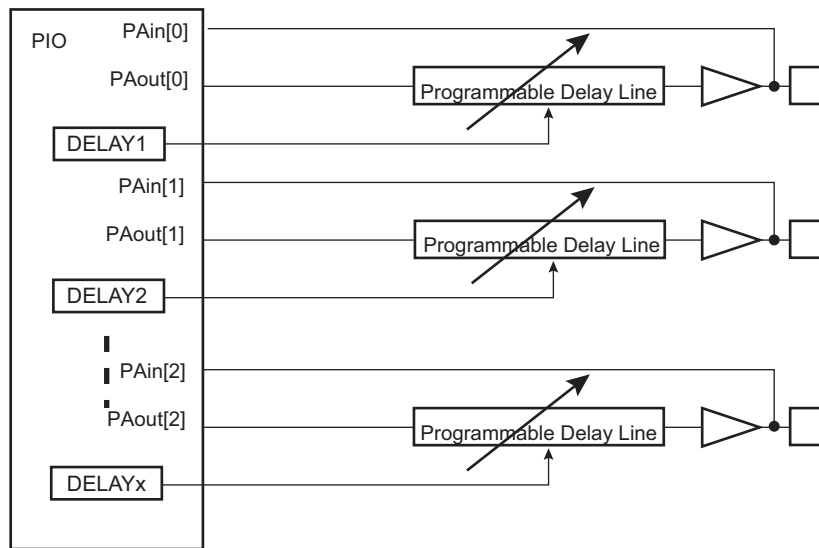 PIO
PAin[0]
PAout[0]
Programmable Delay Line
DELAY1
PAin[1]
PAout[1]
Programmable Delay Line
DELAY2
PAin[2]
PAout[2]
Programmable Delay Line
DELAYx